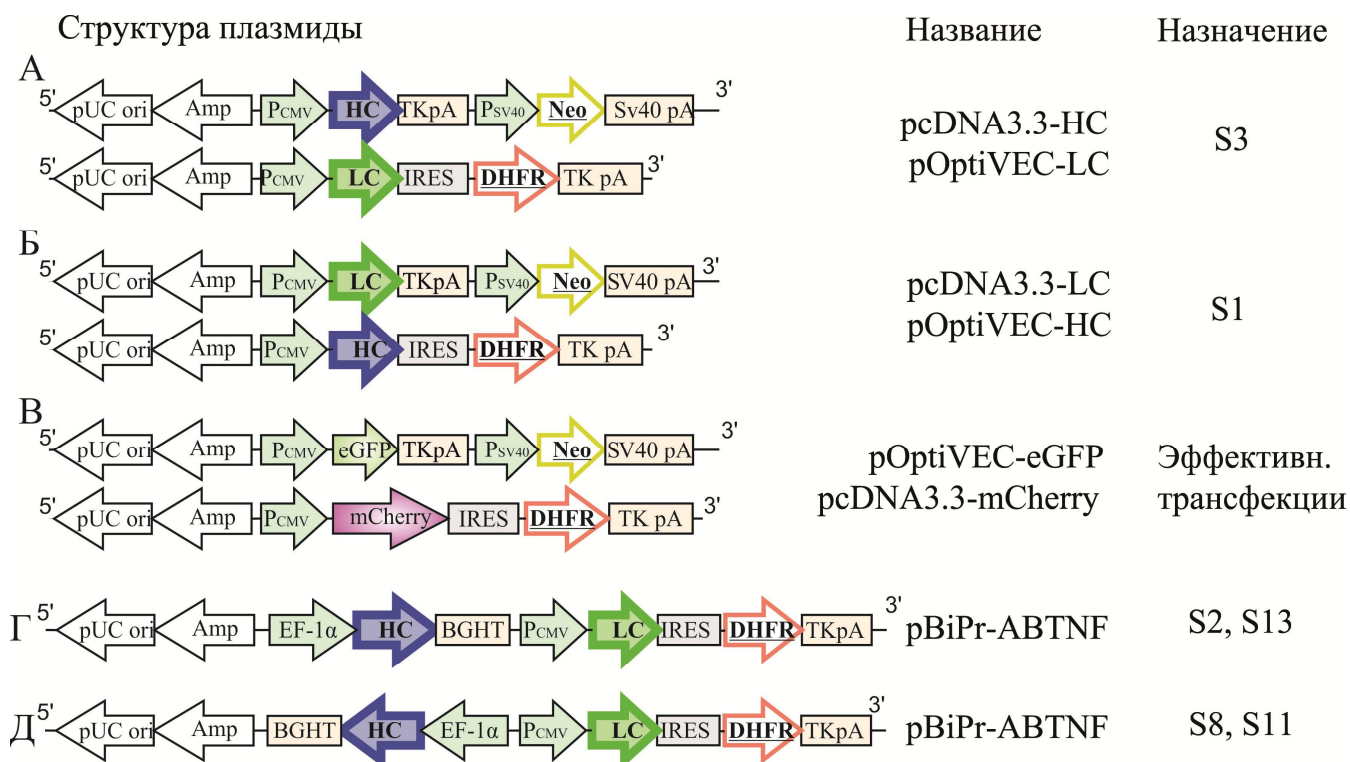 Структура плазмиды Название Назначение
А
5' pUC ori Amp PCMV HC TKpA PSV40 Neo Sv40 pA 3'
pcDNA3.3-HC
pOptiVEC-LC
S3
5' pUC ori Amp PCMV LC IRES DHFR TK pA 3'
Б
5' pUC ori Amp PCMV LC TKpA PSV40 Neo SV40 pA 3'
pcDNA3.3-LC
pOptiVEC-HC
S1
5' pUC ori Amp PCMV HC IRES DHFR TK pA 3'
В
5' pUC ori Amp PCMV eGFP TKpA PSV40 Neo SV40 pA 3'
pOptiVEC-eGFP
pcDNA3.3-mCherry
Эффективн.
трансфекции
5' pUC ori Amp PCMV mCherry IRES DHFR TK pA 3'
Г 5' pUC ori Amp EF-1α HC BGHT PCMV LC IRES DHFR TKpA 3' pBiPr-ABTNF S2, S13
Д 5' pUC ori Amp BGHT HC EF-1α PCMV LC IRES DHFR TKpA 3' pBiPr-ABTNF S8, S11